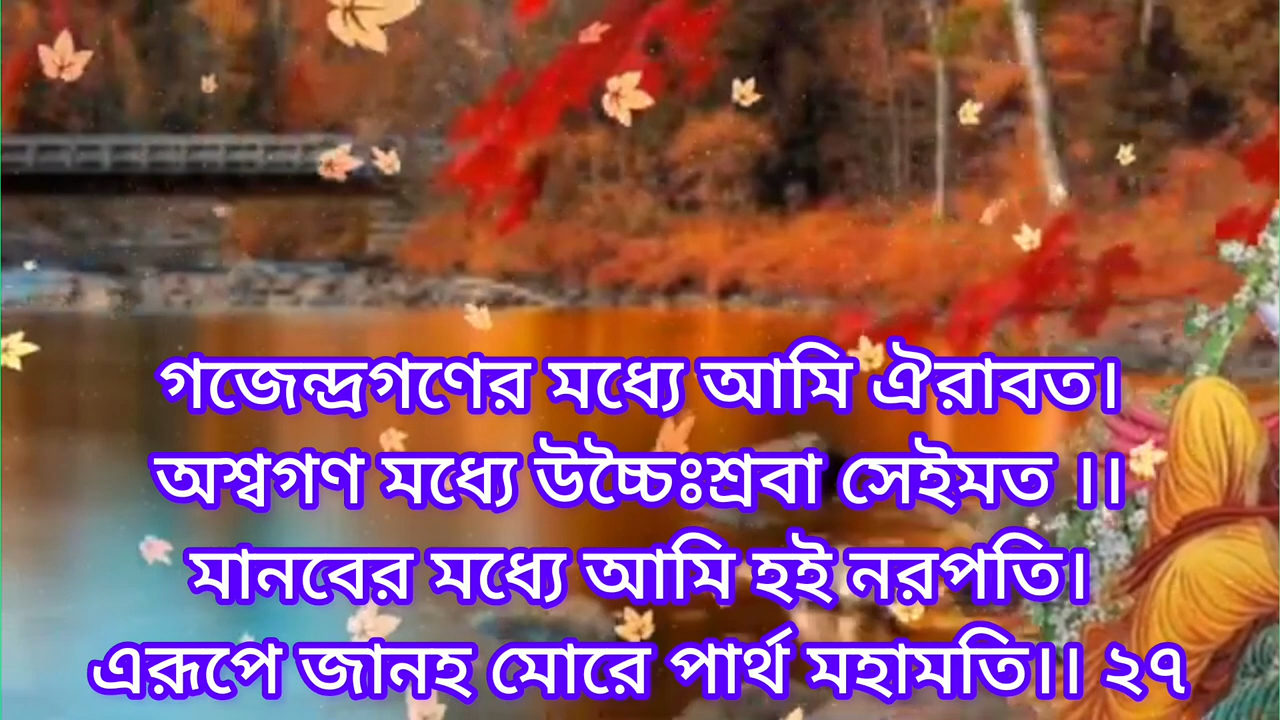 গজেন্দ্রগণের মধ্যে আমি ঐরাবত।
অশ্বগণ মধ্যে উচ্চৈঃশ্রবা সেইমত ।।
মানবের মধ্যে আমি হই নরপতি।
এরূপে জানহ মোরে পার্থ মহামতি।। ২৭